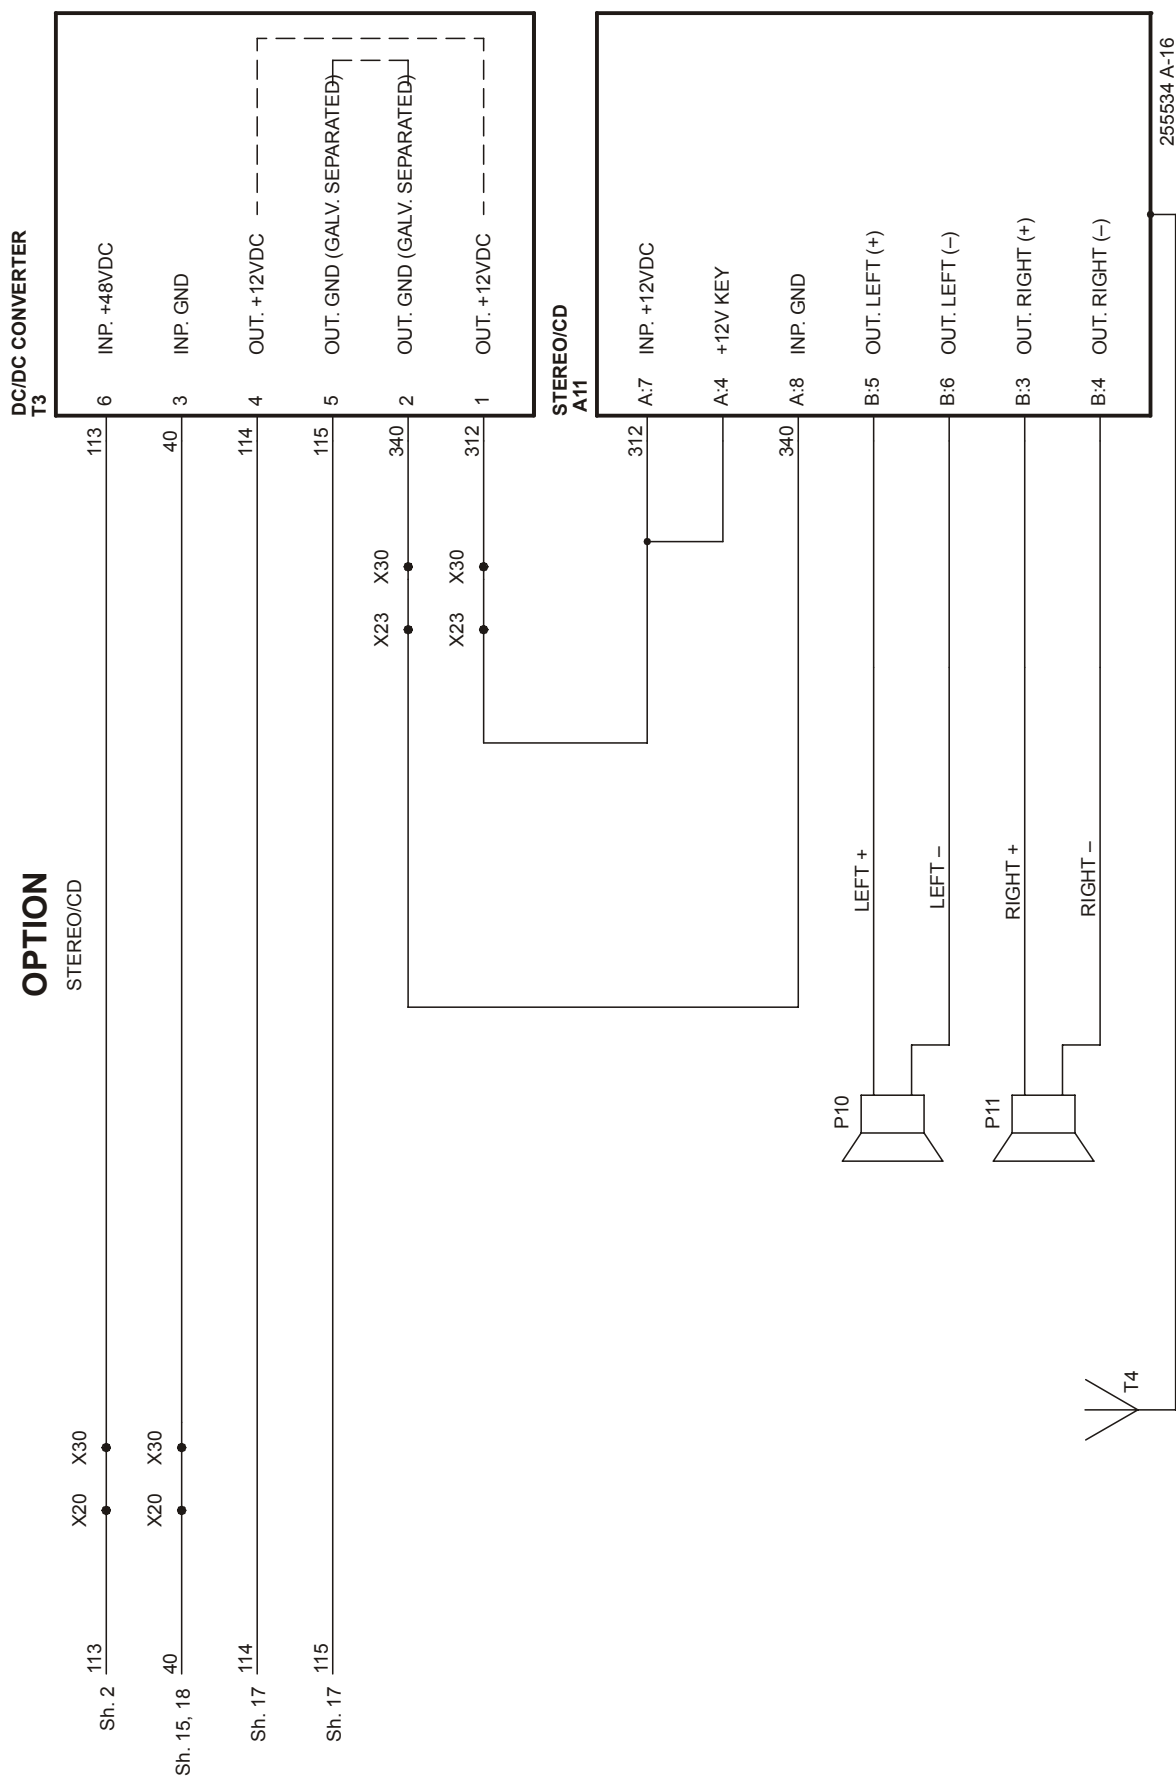 OPTION
STEREO/CD
DC/DC CONVERTER
T3
Sh. 2 113 X20 X30 113 6 INP. +48VDC
Sh. 15, 18 40 X20 X30 40 3 INP. GND
Sh. 17 114 114 4 OUT. +12VDC
Sh. 17 115 115 5 OUT. GND (GALV. SEPARATED)
X23 X30 340 2 OUT. GND (GALV. SEPARATED)
X23 X30 312 1 OUT. +12VDC
STEREO/CD
A11
312 A:7 INP. +12VDC
A:4 +12V KEY
340 A:8 INP. GND
P10 LEFT + B:5 OUT. LEFT (+)
LEFT – B:6 OUT. LEFT (–)
P11 RIGHT + B:3 OUT. RIGHT (+)
RIGHT – B:4 OUT. RIGHT (–)
T4
255534 A-16